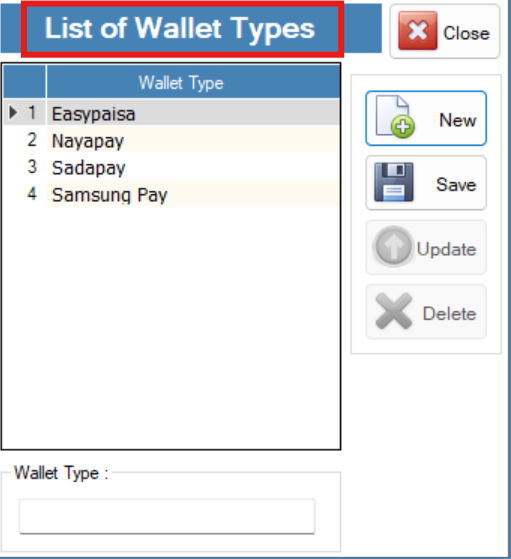 List of Wallet Types
Close
Wallet Type
1 Easypaisa
2 Nayapay
3 Sadapay
4 Samsung Pay
New
Save
Update
Delete
Wallet Type :